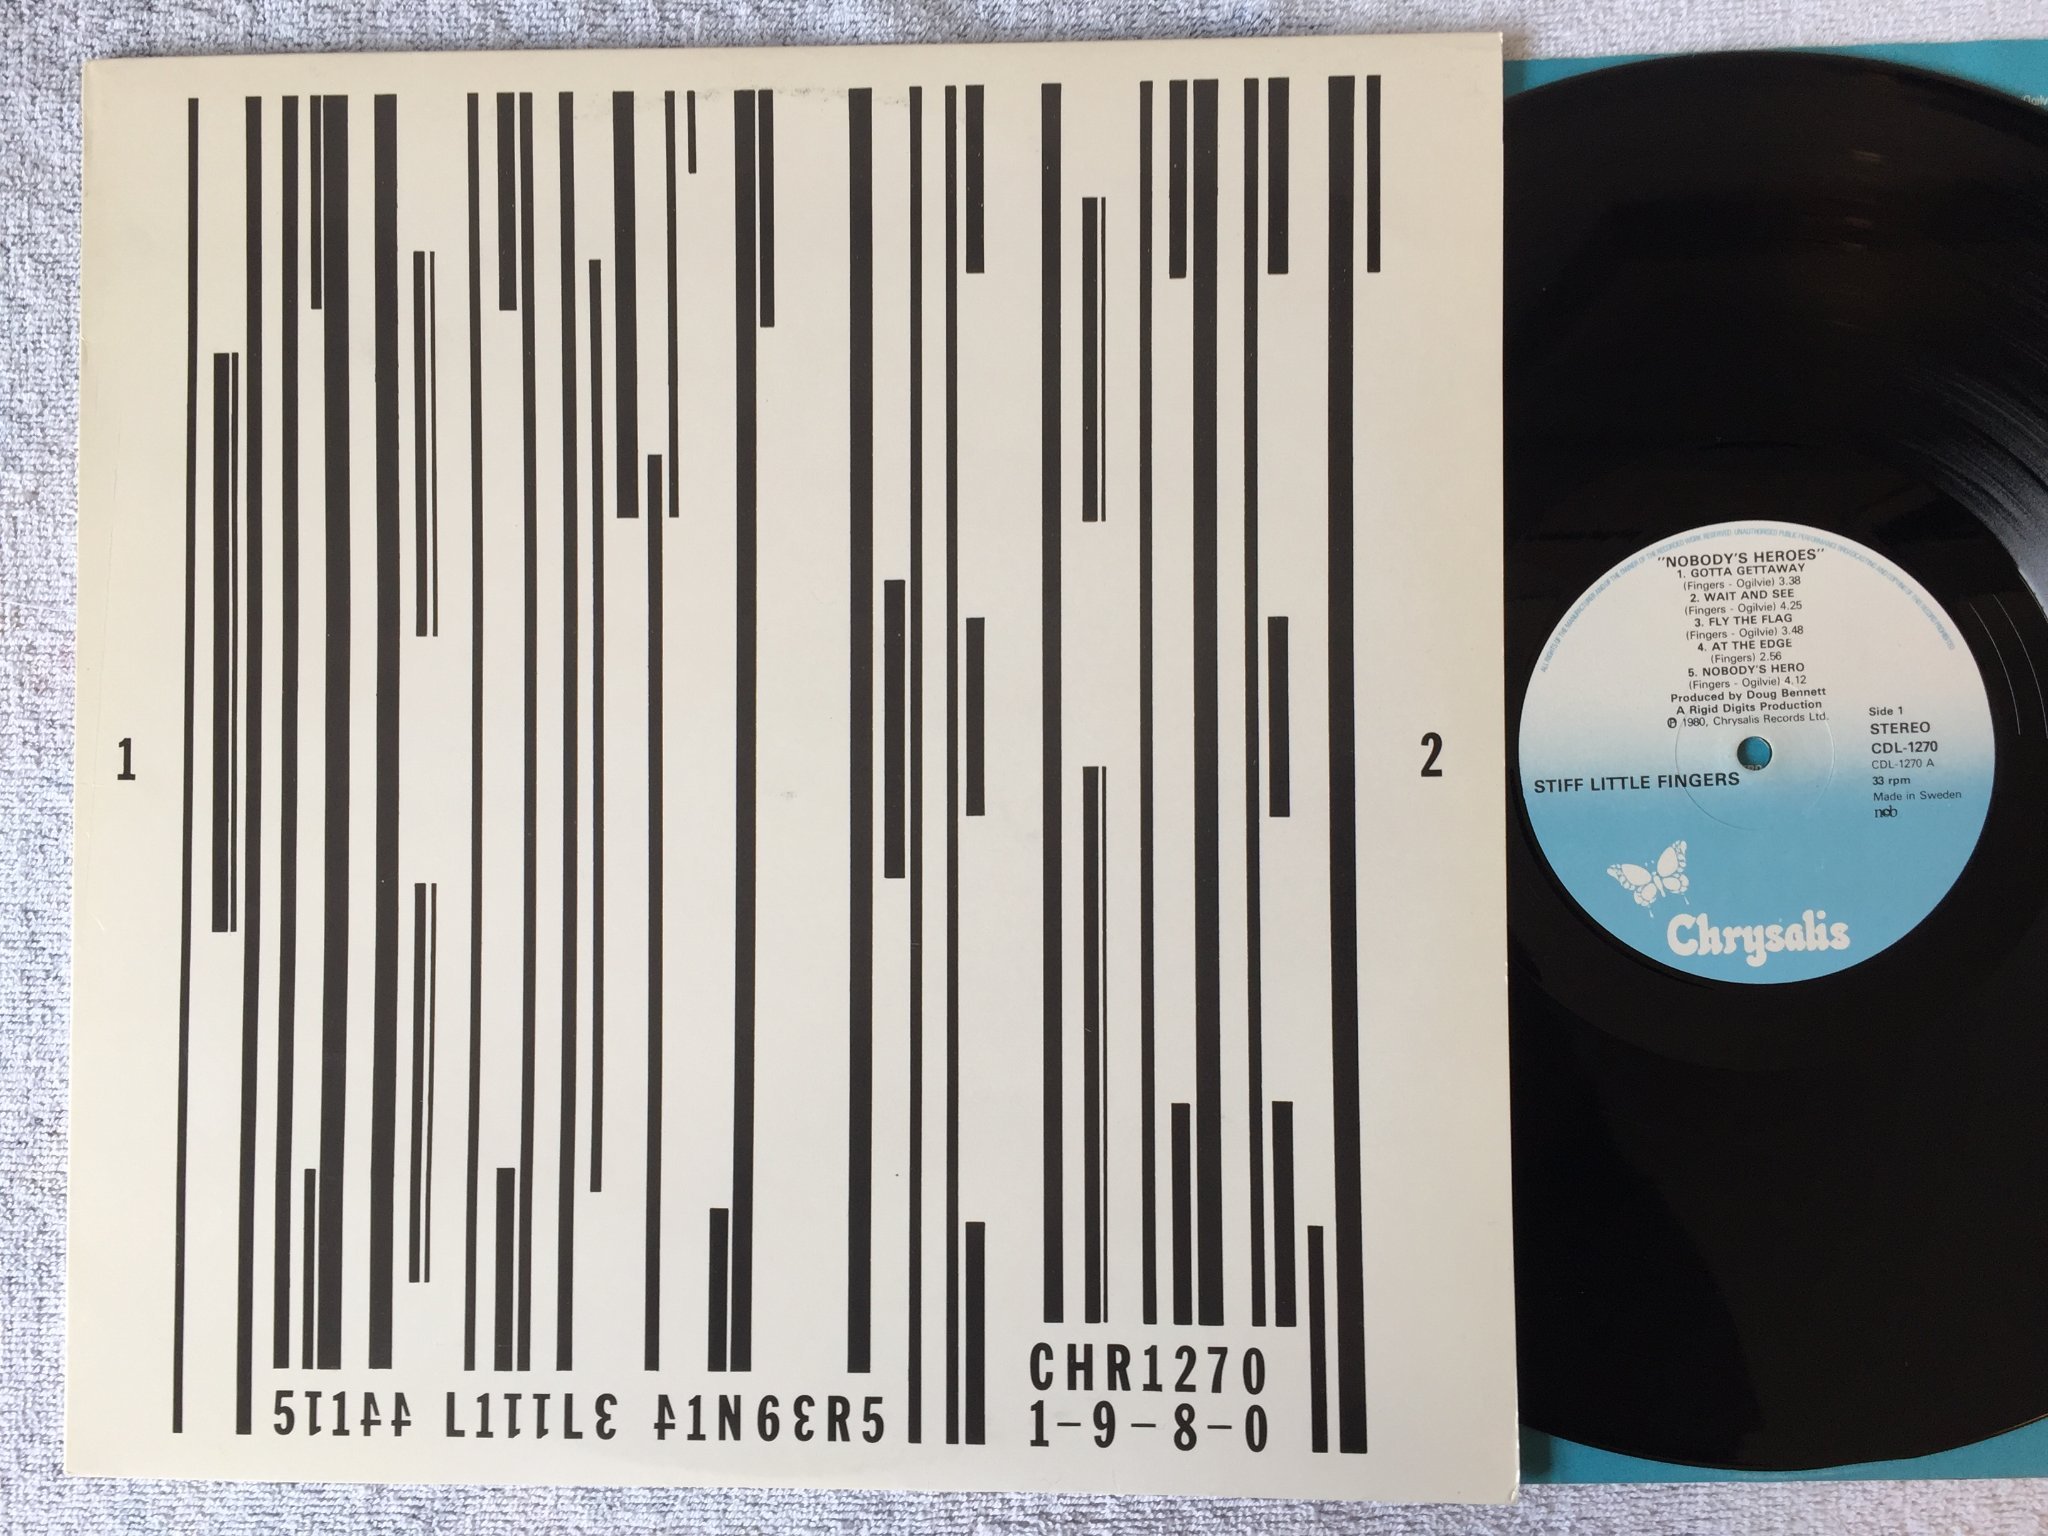 1
2
5111ㄣㄣ L1111LE ㄣ1N6ER5
CHR1270
1-9-8-0
"NOBODY'S HEROES"
1. GOTTA GETTAWAY
(Fingers - Ogilvie) 3.38
2. WAIT AND SEE
(Fingers - Ogilvie) 4.25
3. FLY THE FLAG
(Fingers - Ogilvie) 3.48
4. AT THE EDGE
(Fingers) 2.56
5. NOBODY'S HERO
(Fingers - Ogilvie) 4.12
Produced by Doug Bennett
A Rigid Digits Production
℗ 1980, Chrysalis Records Ltd.
Side 1
STEREO
CDL-1270
CDL-1270 A
33 rpm
Made in Sweden
ncb
STIFF LITTLE FINGERS
Chrysalis